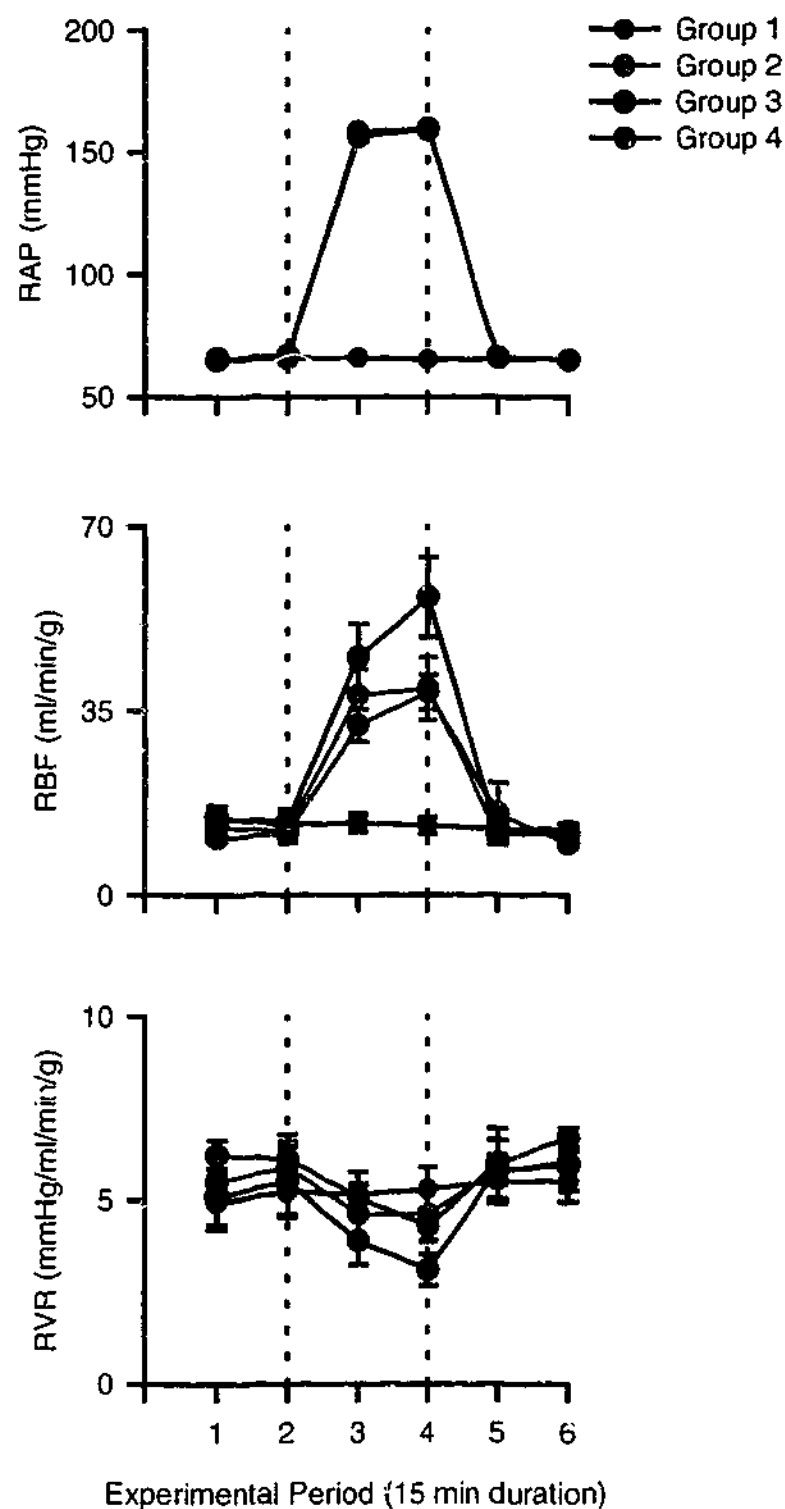 Group 1
Group 2
Group 3
Group 4
200
150
100
50
RAP (mmHg)
70
35
0
RBF (ml/min/g)
10
5
0
RVR (mmHg/ml/min/g)
1 2 3 4 5 6
Experimental Period (15 min duration)